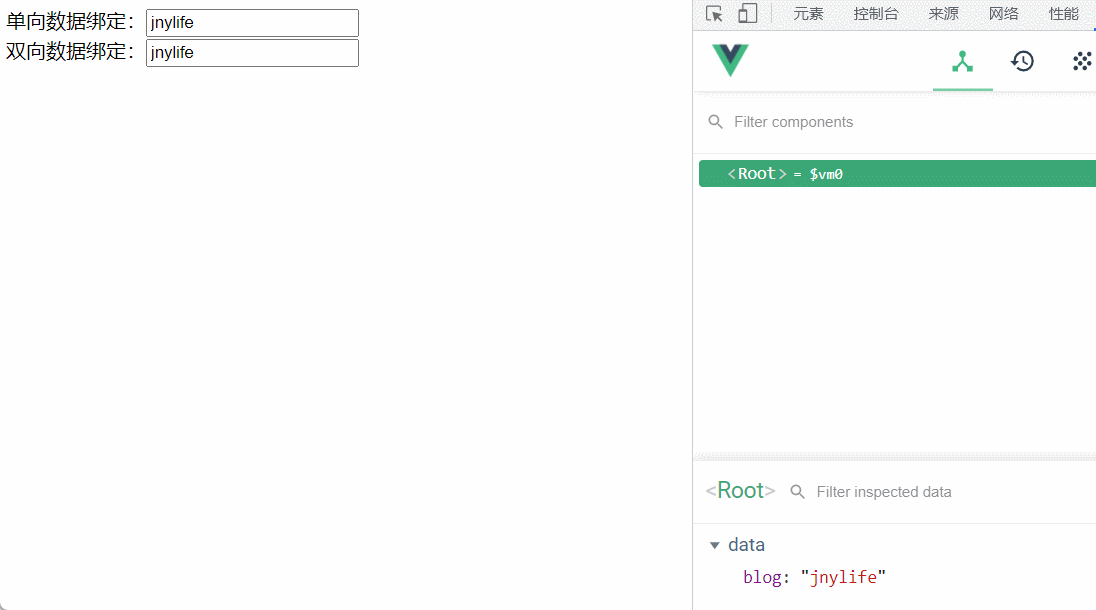 单向数据绑定：jnylife
双向数据绑定：jnylife
元素 控制台 来源 网络 性能
Filter components
<Root> = $vm0
<Root> Filter inspected data
data
blog: "jnylife"